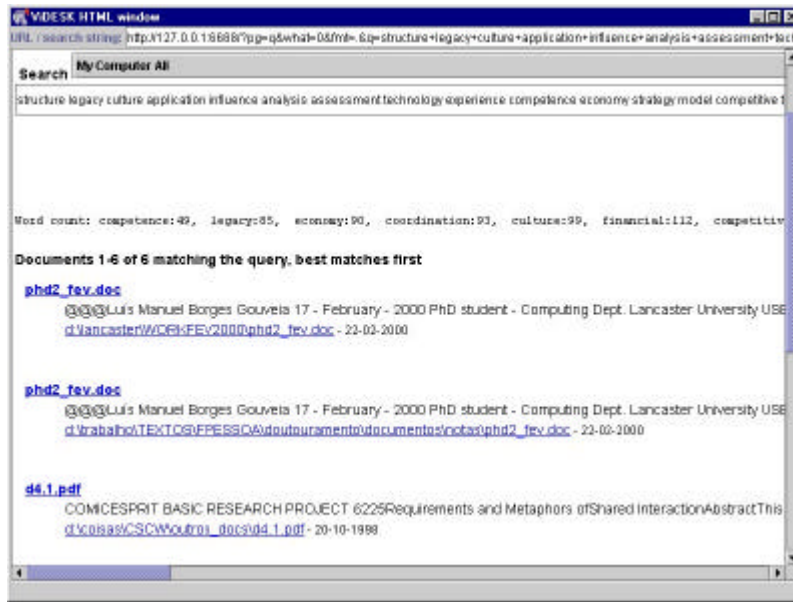 ViDESK HTML window
URL / search string: http://127.0.0.1:6688/?pg=q&what=0&fmt=.&q=structure+legacy+culture+application+influence+analysis+assessment+tec
Search My Computer All
structure legacy culture application influence analysis assessment technology experience competence economy strategy model competitive
Word count: competence:49, legacy:85, economy:90, coordination:93, culture:99, financial:112, competitiv
Documents 1-6 of 6 matching the query, best matches first
phd2_fev.doc
@@@Luís Manuel Borges Gouveia 17 - February - 2000 PhD student - Computing Dept. Lancaster University USE
d:\lancaster\WORKFEV2000\phd2_fev.doc - 22-02-2000
phd2_fev.doc
@@@Luís Manuel Borges Gouveia 17 - February - 2000 PhD student - Computing Dept. Lancaster University USE
d:\trabalho\TEXTOS\FPESSOA\doutouramento\documentos\notas\phd2_fev.doc - 22-02-2000
d4.1.pdf
COMICESPRIT BASIC RESEARCH PROJECT 6225Requirements and Metaphors ofShared InteractionAbstractThis
d:\coisas\CSCW\outros_docs\d4.1.pdf - 20-10-1998